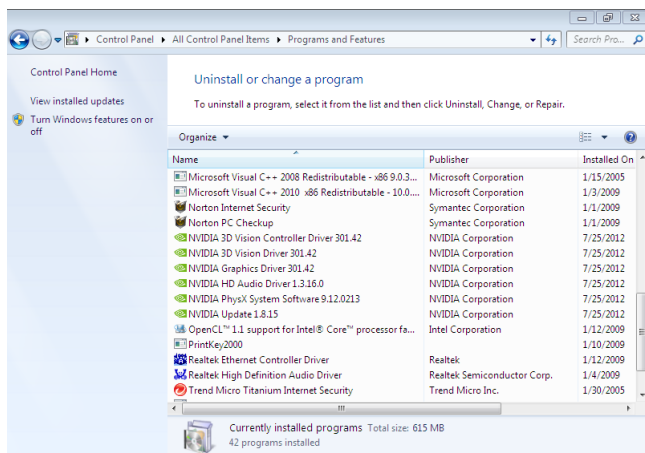 Control Panel ▸ All Control Panel Items ▸ Programs and Features
Search Pro...
Control Panel Home
View installed updates
Turn Windows features on or
off
Uninstall or change a program
To uninstall a program, select it from the list and then click Uninstall, Change, or Repair.
Organize
Name Publisher Installed On
Microsoft Visual C++ 2008 Redistributable - x86 9.0.3... Microsoft Corporation 1/15/2005
Microsoft Visual C++ 2010 x86 Redistributable - 10.0.... Microsoft Corporation 1/3/2009
Norton Internet Security Symantec Corporation 1/1/2009
Norton PC Checkup Symantec Corporation 1/1/2009
NVIDIA 3D Vision Controller Driver 301.42 NVIDIA Corporation 7/25/2012
NVIDIA 3D Vision Driver 301.42 NVIDIA Corporation 7/25/2012
NVIDIA Graphics Driver 301.42 NVIDIA Corporation 7/25/2012
NVIDIA HD Audio Driver 1.3.16.0 NVIDIA Corporation 7/25/2012
NVIDIA PhysX System Software 9.12.0213 NVIDIA Corporation 7/25/2012
NVIDIA Update 1.8.15 NVIDIA Corporation 7/25/2012
OpenCL™ 1.1 support for Intel® Core™ processor fa... Intel Corporation 1/12/2009
PrintKey2000 1/10/2009
Realtek Ethernet Controller Driver Realtek 1/12/2009
Realtek High Definition Audio Driver Realtek Semiconductor Corp. 1/4/2009
Trend Micro Titanium Internet Security Trend Micro Inc. 1/30/2005
Currently installed programs Total size: 615 MB
42 programs installed